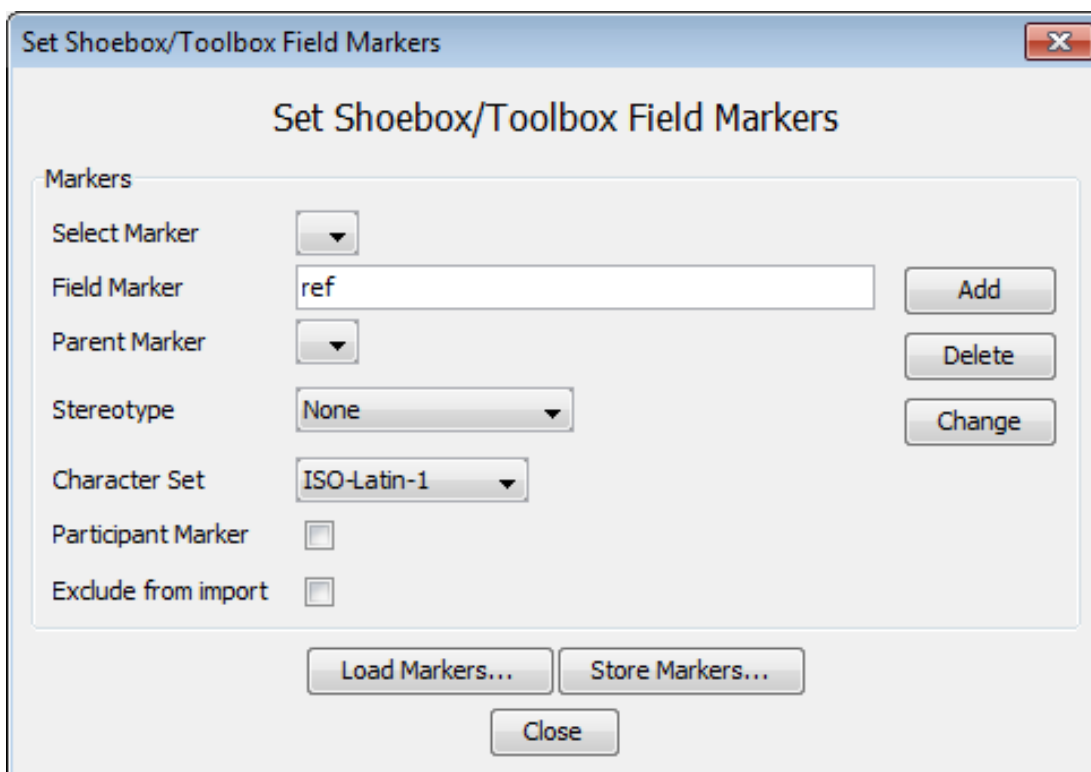 Set Shoebox/Toolbox Field Markers
Set Shoebox/Toolbox Field Markers
Markers
Select Marker
Field Marker ref Add
Parent Marker
Delete
Stereotype None Change
Character Set ISO-Latin-1
Participant Marker
Exclude from import
Load Markers... Store Markers...
Close